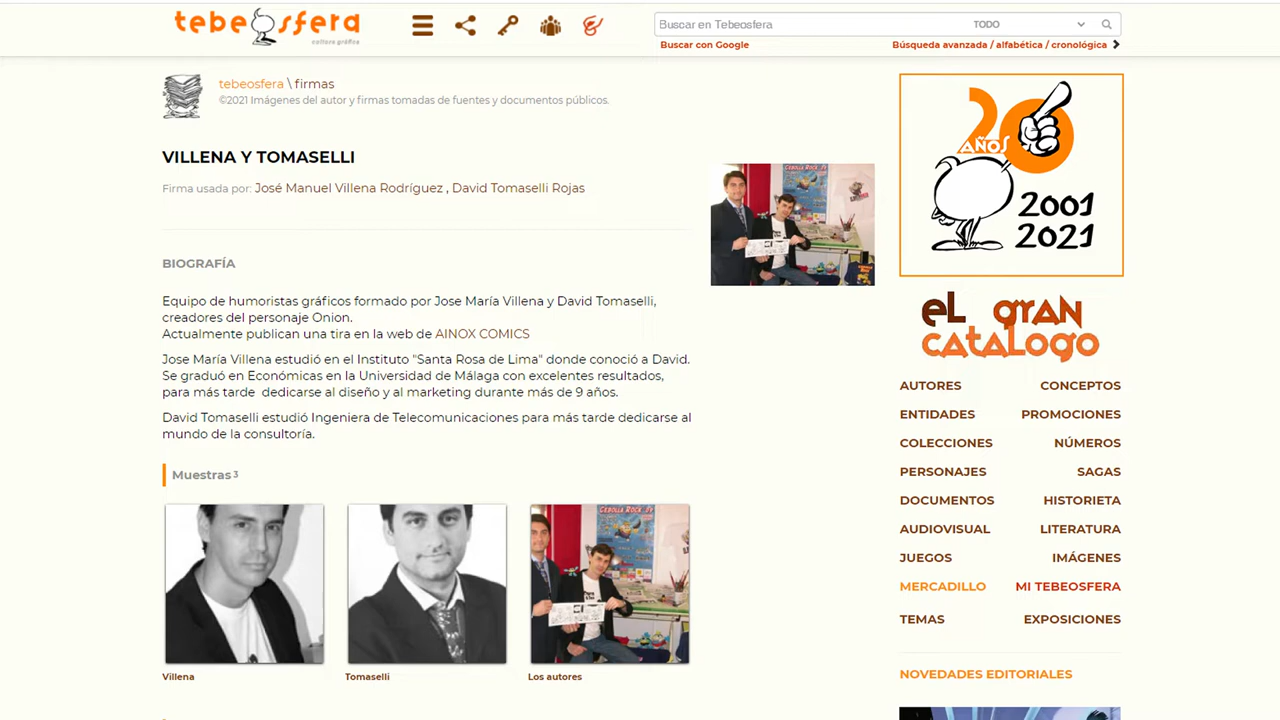 tebeosfera
cultura gráfica
Buscar en Tebeosfera
TODO
Buscar con Google
Búsqueda avanzada / alfabética / cronológica
tebeosfera \ firmas
©2021 Imágenes del autor y firmas tomadas de fuentes y documentos públicos.
VILLENA Y TOMASELLI
Firma usada por: José Manuel Villena Rodríguez , David Tomaselli Rojas
BIOGRAFÍA
Equipo de humoristas gráficos formado por Jose María Villena y David Tomaselli,
creadores del personaje Onion.
Actualmente publican una tira en la web de AINOX COMICS
Jose María Villena estudió en el Instituto "Santa Rosa de Lima" donde conoció a David.
Se graduó en Económicas en la Universidad de Málaga con excelentes resultados,
para más tarde dedicarse al diseño y al marketing durante más de 9 años.
David Tomaselli estudió Ingeniera de Telecomunicaciones para más tarde dedicarse al
mundo de la consultoría.
Muestras 3
CEBOLLA ROCK
Villena
Tomaselli
Los autores
20
AÑOS
2001
2021
EL GRAN
CATALOGO
AUTORES
CONCEPTOS
ENTIDADES
PROMOCIONES
COLECCIONES
NÚMEROS
PERSONAJES
SAGAS
DOCUMENTOS
HISTORIETA
AUDIOVISUAL
LITERATURA
JUEGOS
IMÁGENES
MERCADILLO
MI TEBEOSFERA
TEMAS
EXPOSICIONES
NOVEDADES EDITORIALES